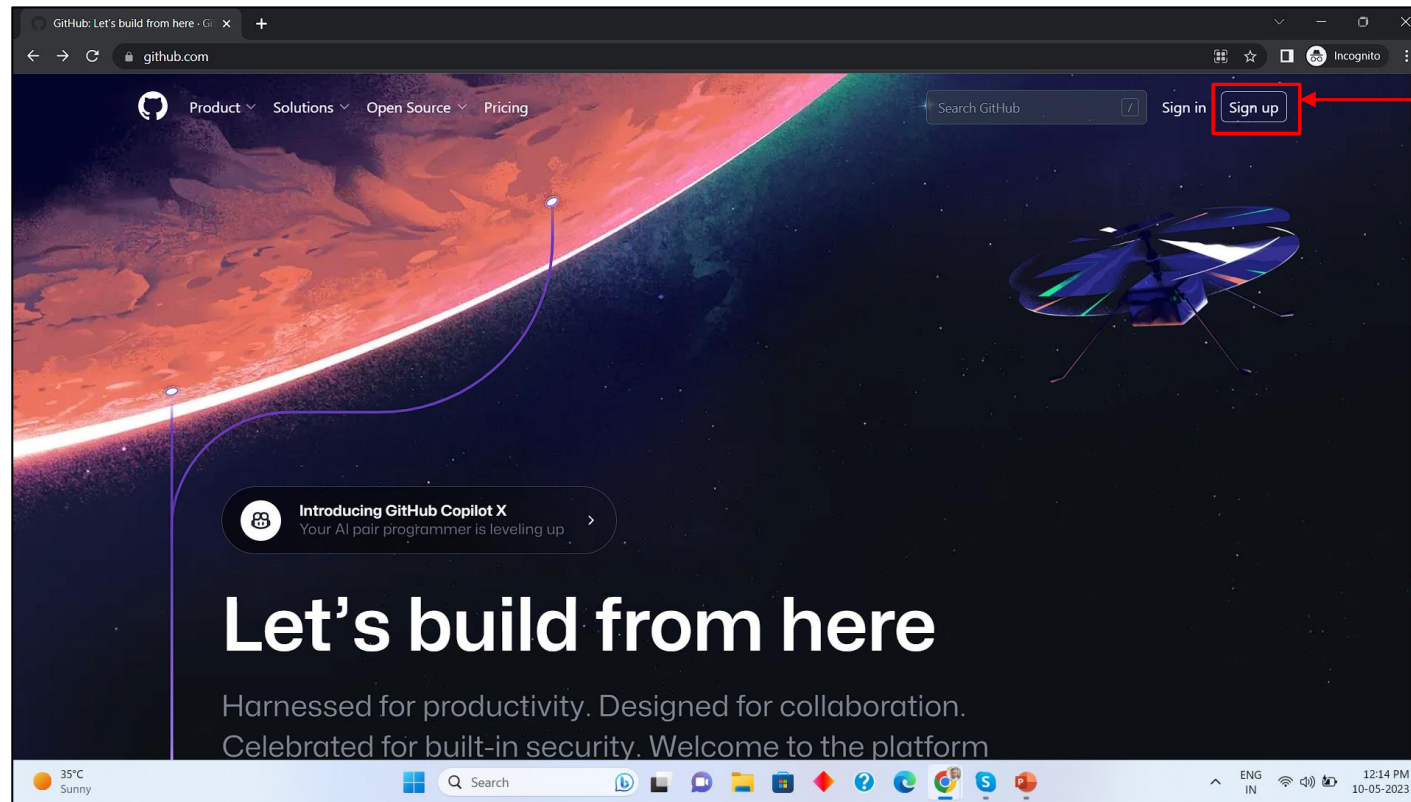 GitHub: Let's build from here · Gi
github.com
Incognito
Product Solutions Open Source Pricing Search GitHub / Sign in Sign up
Introducing GitHub Copilot X
Your AI pair programmer is leveling up
Let's build from here
Harnessed for productivity. Designed for collaboration.
Celebrated for built-in security. Welcome to the platform
35°C
Sunny
Search
ENG
IN
12:14 PM
10-05-2023